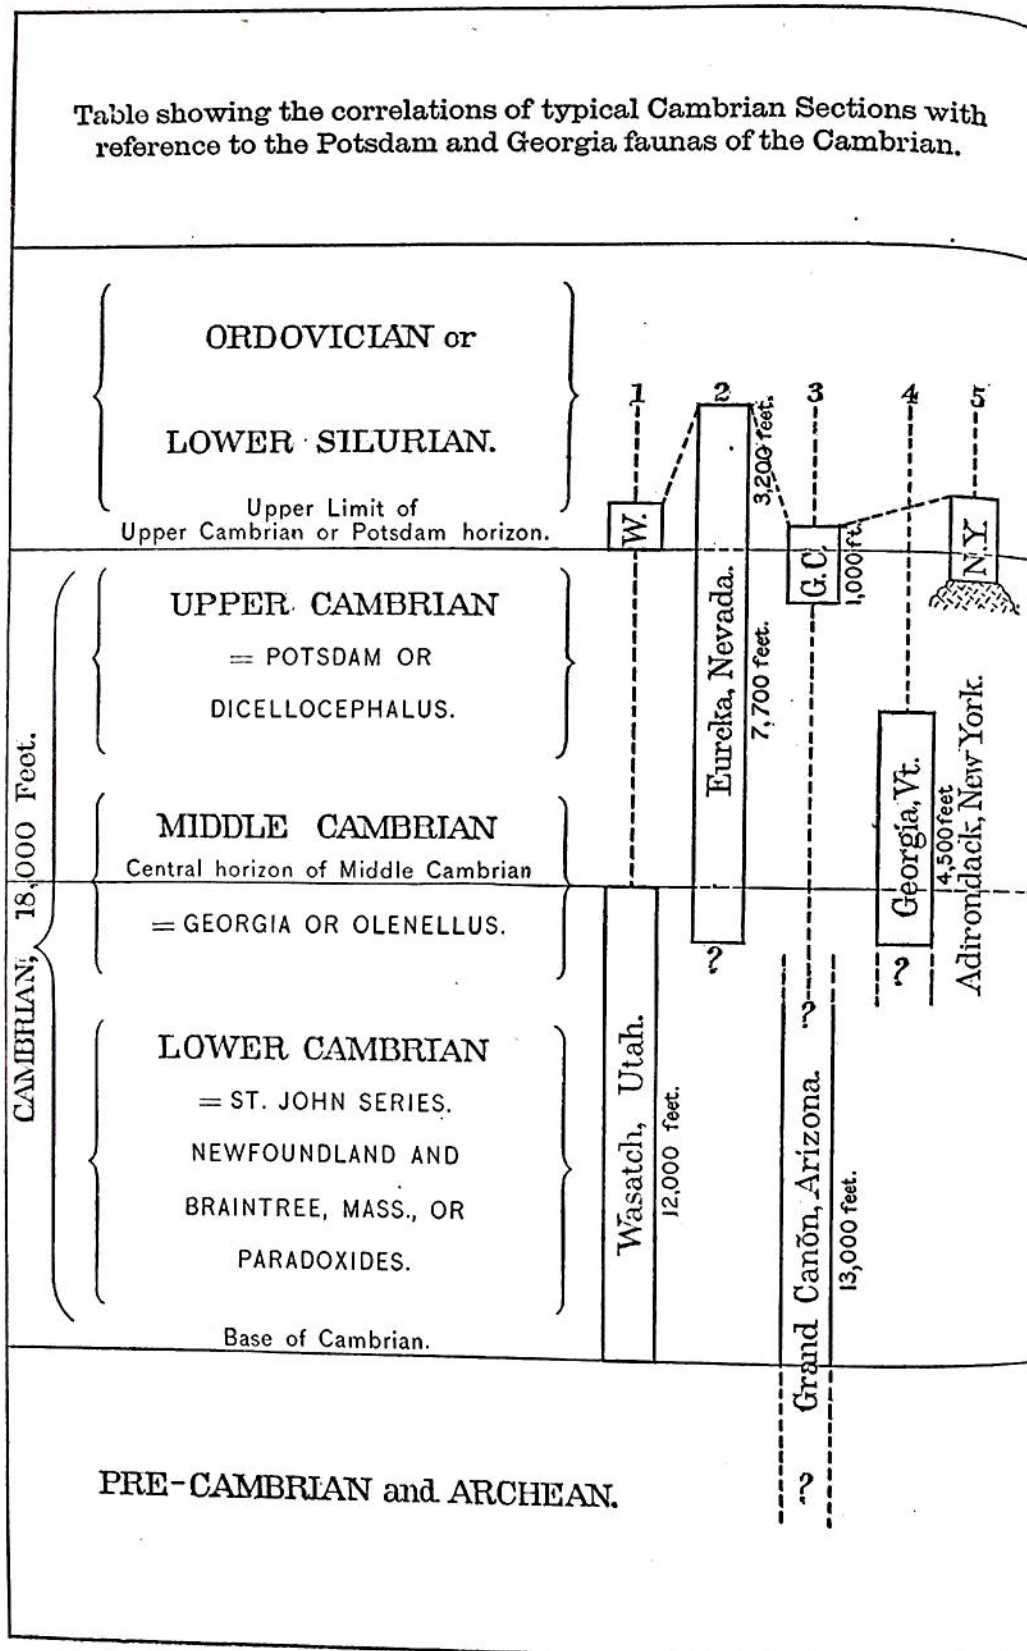 Table showing the correlations of typical Cambrian Sections with
reference to the Potsdam and Georgia faunas of the Cambrian.
ORDOVICIAN or
LOWER SILURIAN.
Upper Limit of
Upper Cambrian or Potsdam horizon.
CAMBRIAN, 18,000 Feet.
UPPER CAMBRIAN
= POTSDAM OR
DICELLOCEPHALUS.
MIDDLE CAMBRIAN
Central horizon of Middle Cambrian
= GEORGIA OR OLENELLUS.
LOWER CAMBRIAN
= ST. JOHN SERIES.
NEWFOUNDLAND AND
BRAINTREE, MASS., OR
PARADOXIDES.
Base of Cambrian.
PRE-CAMBRIAN and ARCHEAN.
1
W.
Wasatch, Utah.
12,000 feet.
2
3,200 feet.
Eureka, Nevada.
7,700 feet.
?
3
G.C.
1,000 ft.
?
Grand Cañon, Arizona.
13,000 feet.
?
4
Georgia, Vt.
4,500 feet
?
5
N.Y.
Adirondack, New York.